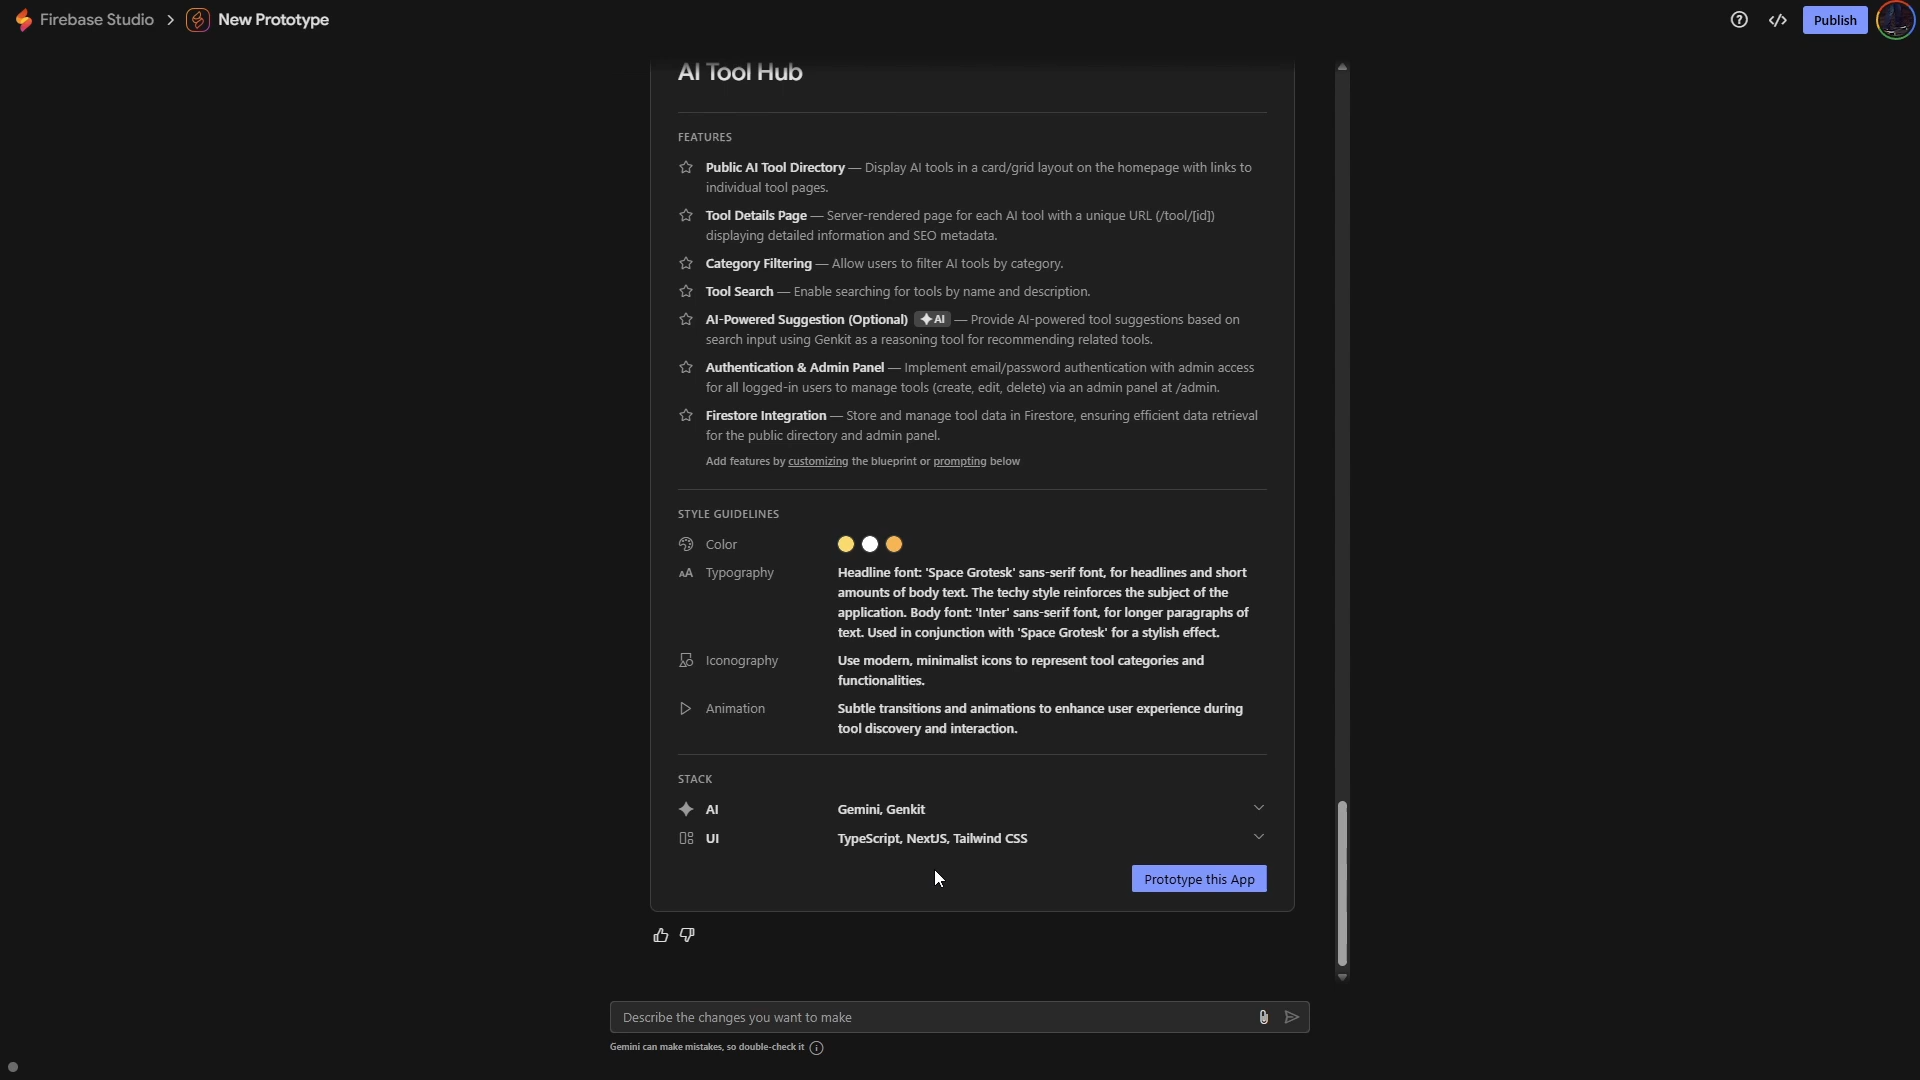 Firebase Studio > New Prototype
Publish
AI Tool Hub
FEATURES
Public AI Tool Directory — Display AI tools in a card/grid layout on the homepage with links to
individual tool pages.
Tool Details Page — Server-rendered page for each AI tool with a unique URL (/tool/[id])
displaying detailed information and SEO metadata.
Category Filtering — Allow users to filter AI tools by category.
Tool Search — Enable searching for tools by name and description.
AI-Powered Suggestion (Optional) AI — Provide AI-powered tool suggestions based on
search input using Genkit as a reasoning tool for recommending related tools.
Authentication & Admin Panel — Implement email/password authentication with admin access
for all logged-in users to manage tools (create, edit, delete) via an admin panel at /admin.
Firestore Integration — Store and manage tool data in Firestore, ensuring efficient data retrieval
for the public directory and admin panel.
Add features by customizing the blueprint or prompting below
STYLE GUIDELINES
Color
Typography
Headline font: 'Space Grotesk' sans-serif font, for headlines and short
amounts of body text. The techy style reinforces the subject of the
application. Body font: 'Inter' sans-serif font, for longer paragraphs of
text. Used in conjunction with 'Space Grotesk' for a stylish effect.
Iconography
Use modern, minimalist icons to represent tool categories and
functionalities.
Animation
Subtle transitions and animations to enhance user experience during
tool discovery and interaction.
STACK
AI Gemini, Genkit
UI TypeScript, NextJS, Tailwind CSS
Prototype this App
Describe the changes you want to make
Gemini can make mistakes, so double-check it